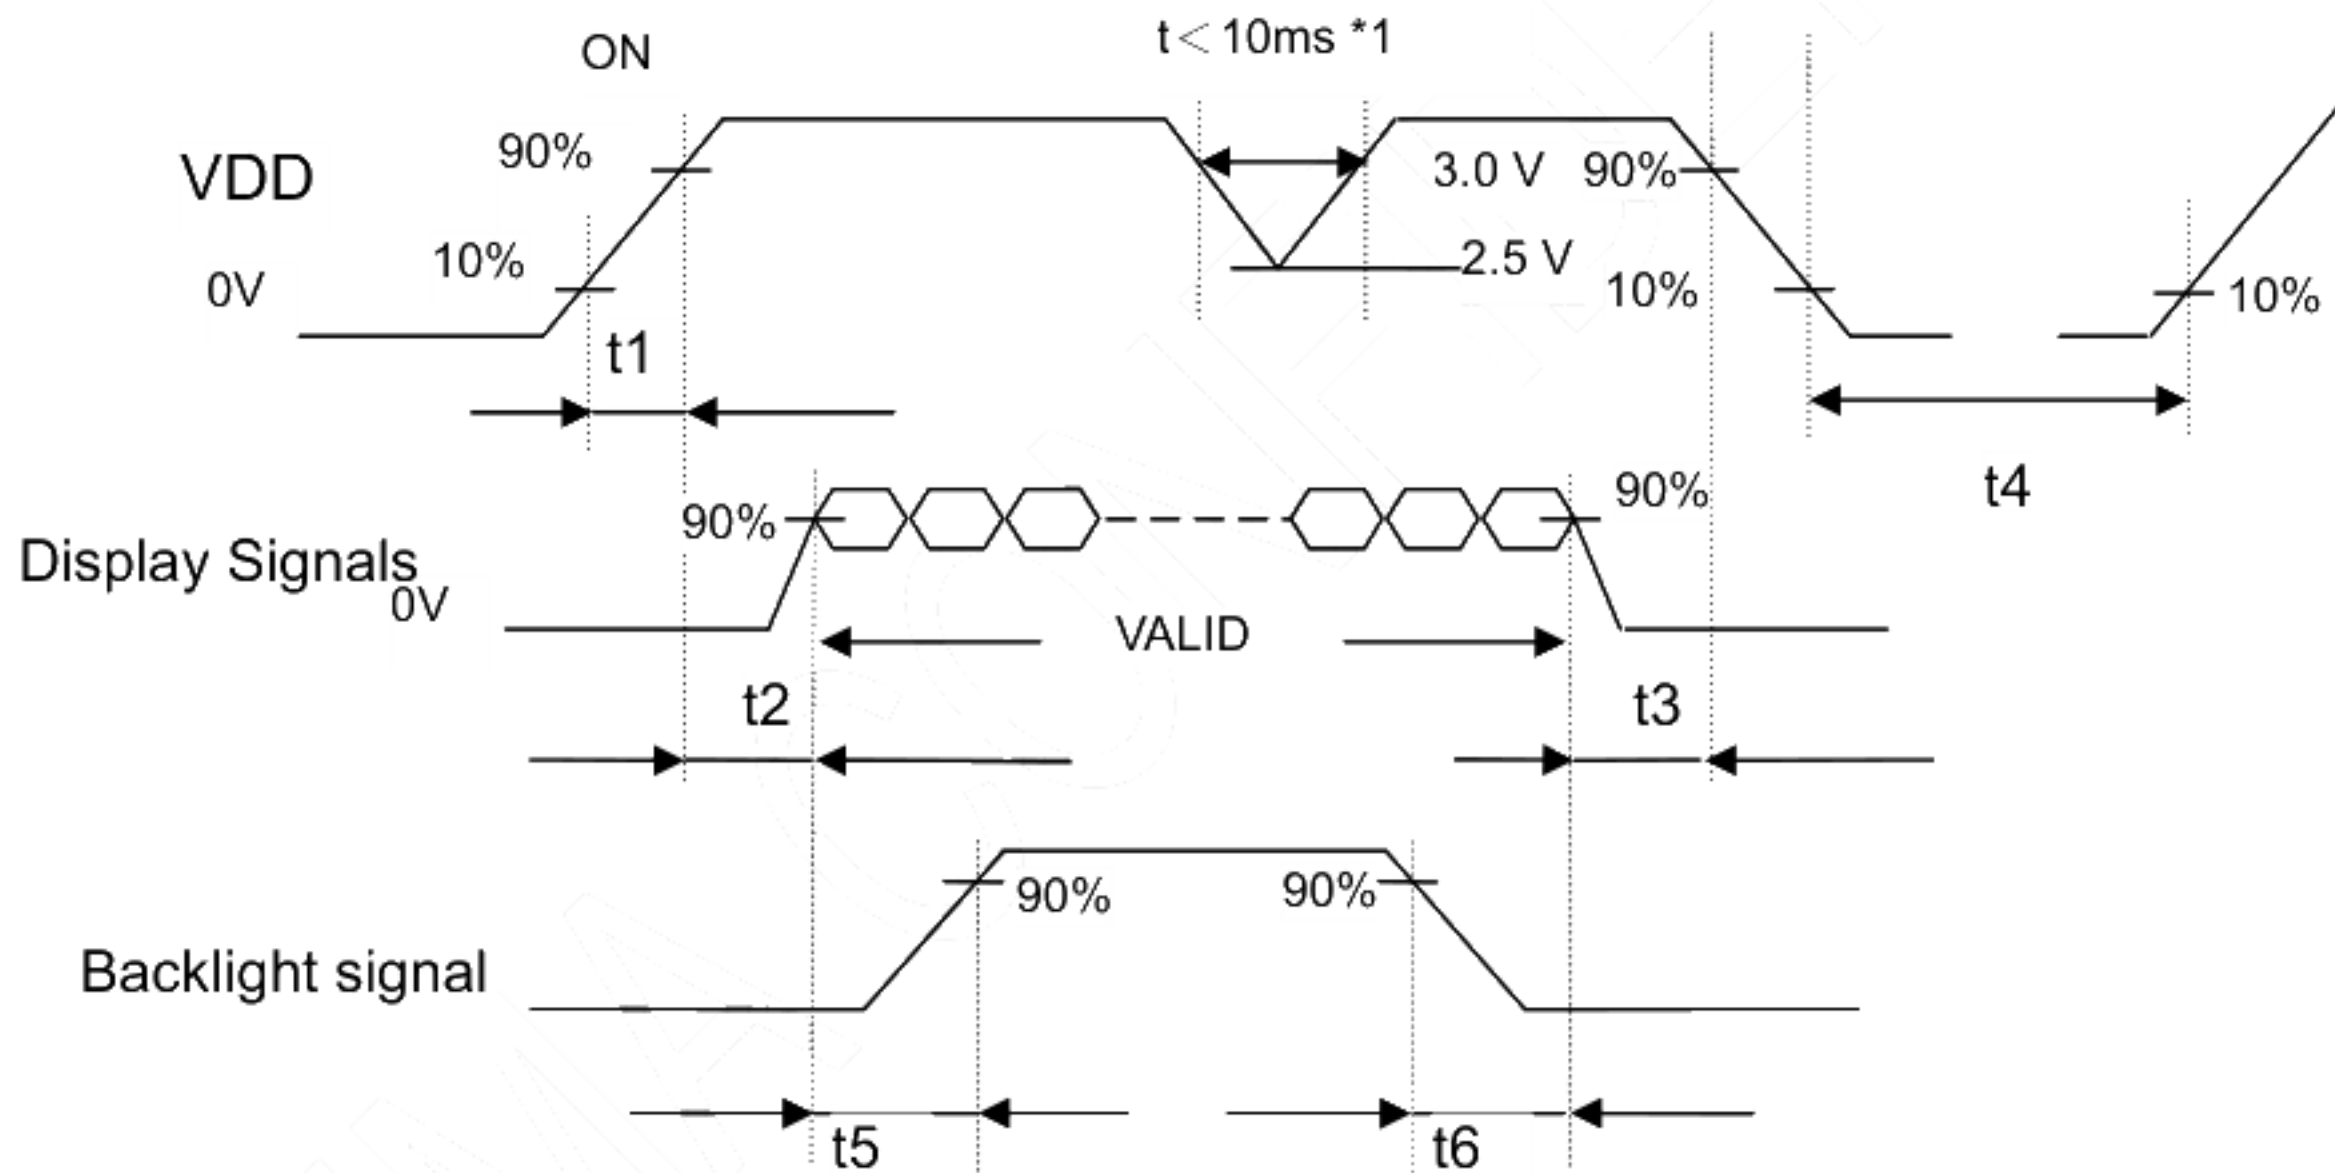 ON
t<10ms *1
VDD
90%
10%
0V
t1
3.0 V
2.5 V
90%
10%
10%
t4
Display Signals
0V
90%
90%
VALID
t2
t3
Backlight signal
90%
90%
t5
t6